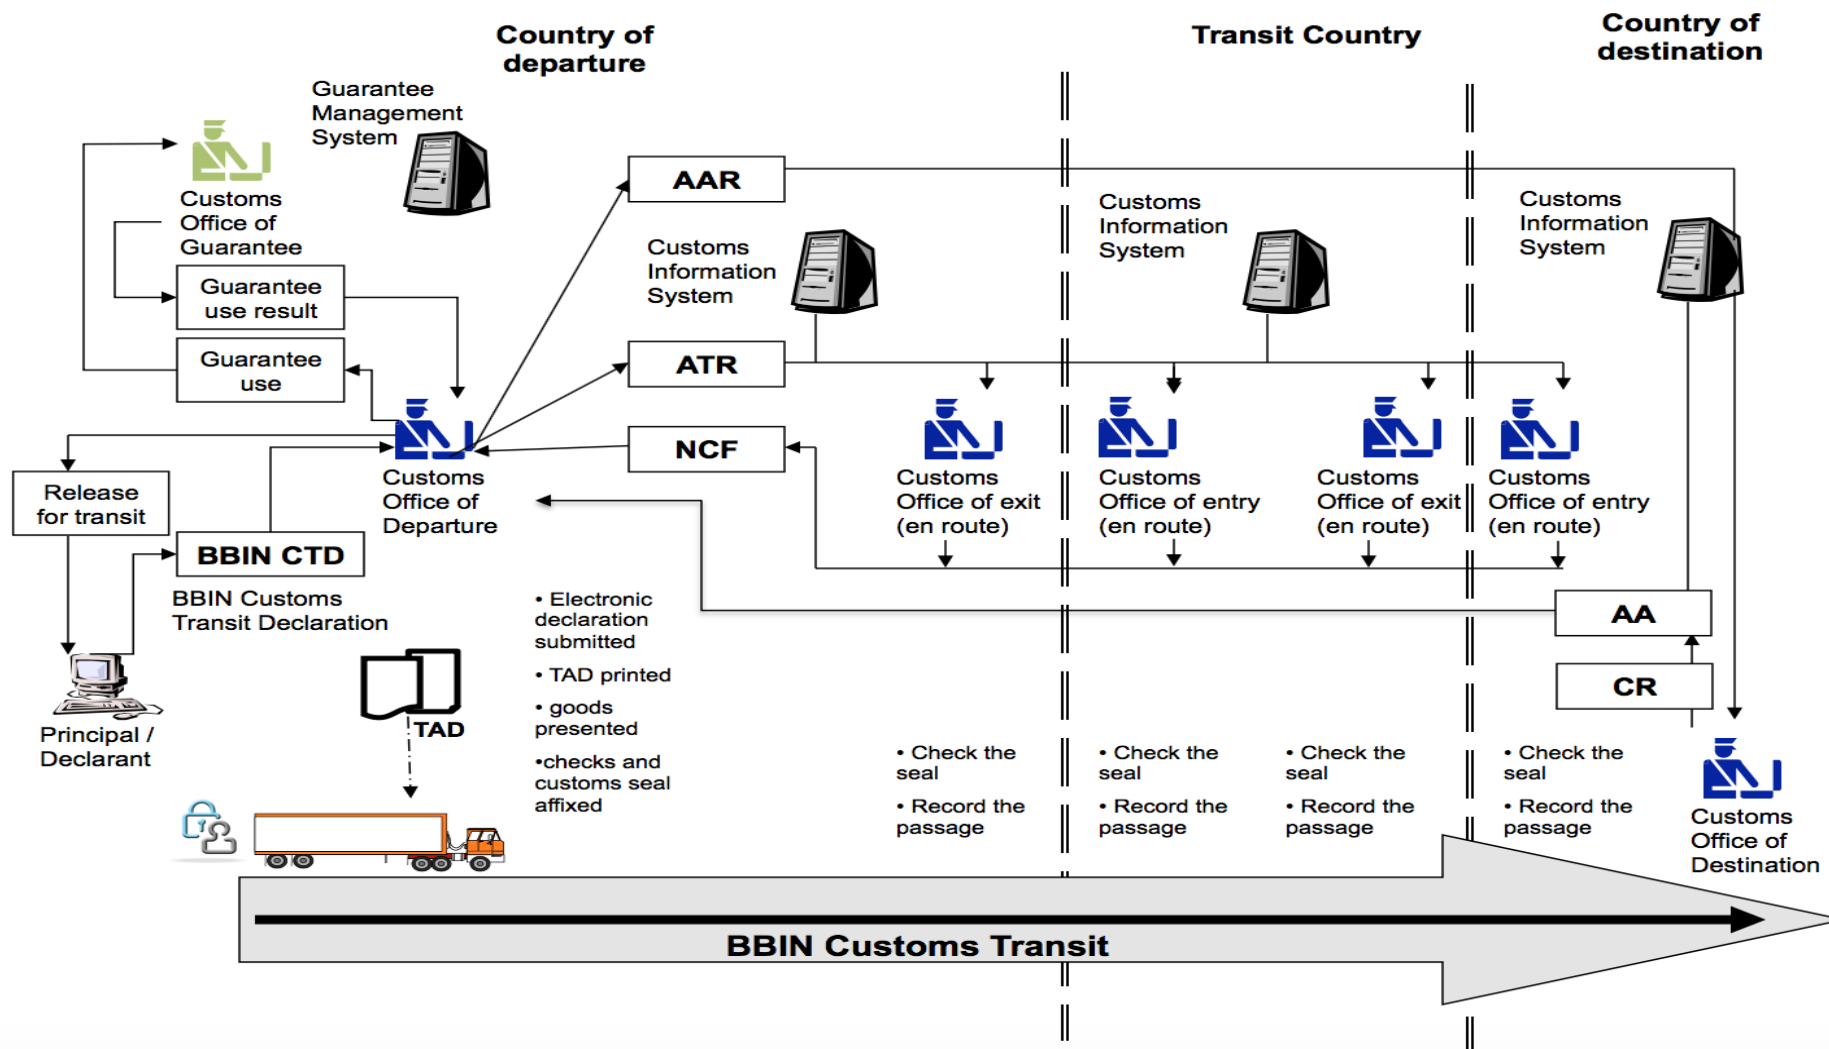 Country of
departure
Transit Country
Country of
destination
Guarantee
Management
System
Customs
Office of
Guarantee
Guarantee
use result
Guarantee
use
AAR
Customs
Information
System
Customs
Information
System
Customs
Information
System
ATR
NCF
Customs
Office of
Departure
Customs
Office of exit
(en route)
Customs
Office of entry
(en route)
Customs
Office of exit
(en route)
Customs
Office of entry
(en route)
Release
for transit
BBIN CTD
BBIN Customs
Transit Declaration
Principal /
Declarant
TAD
• Electronic
declaration
submitted
• TAD printed
• goods
presented
•checks and
customs seal
affixed
AA
CR
• Check the
seal
• Record the
passage
• Check the
seal
• Record the
passage
• Check the
seal
• Record the
passage
• Check the
seal
• Record the
passage
Customs
Office of
Destination
BBIN Customs Transit